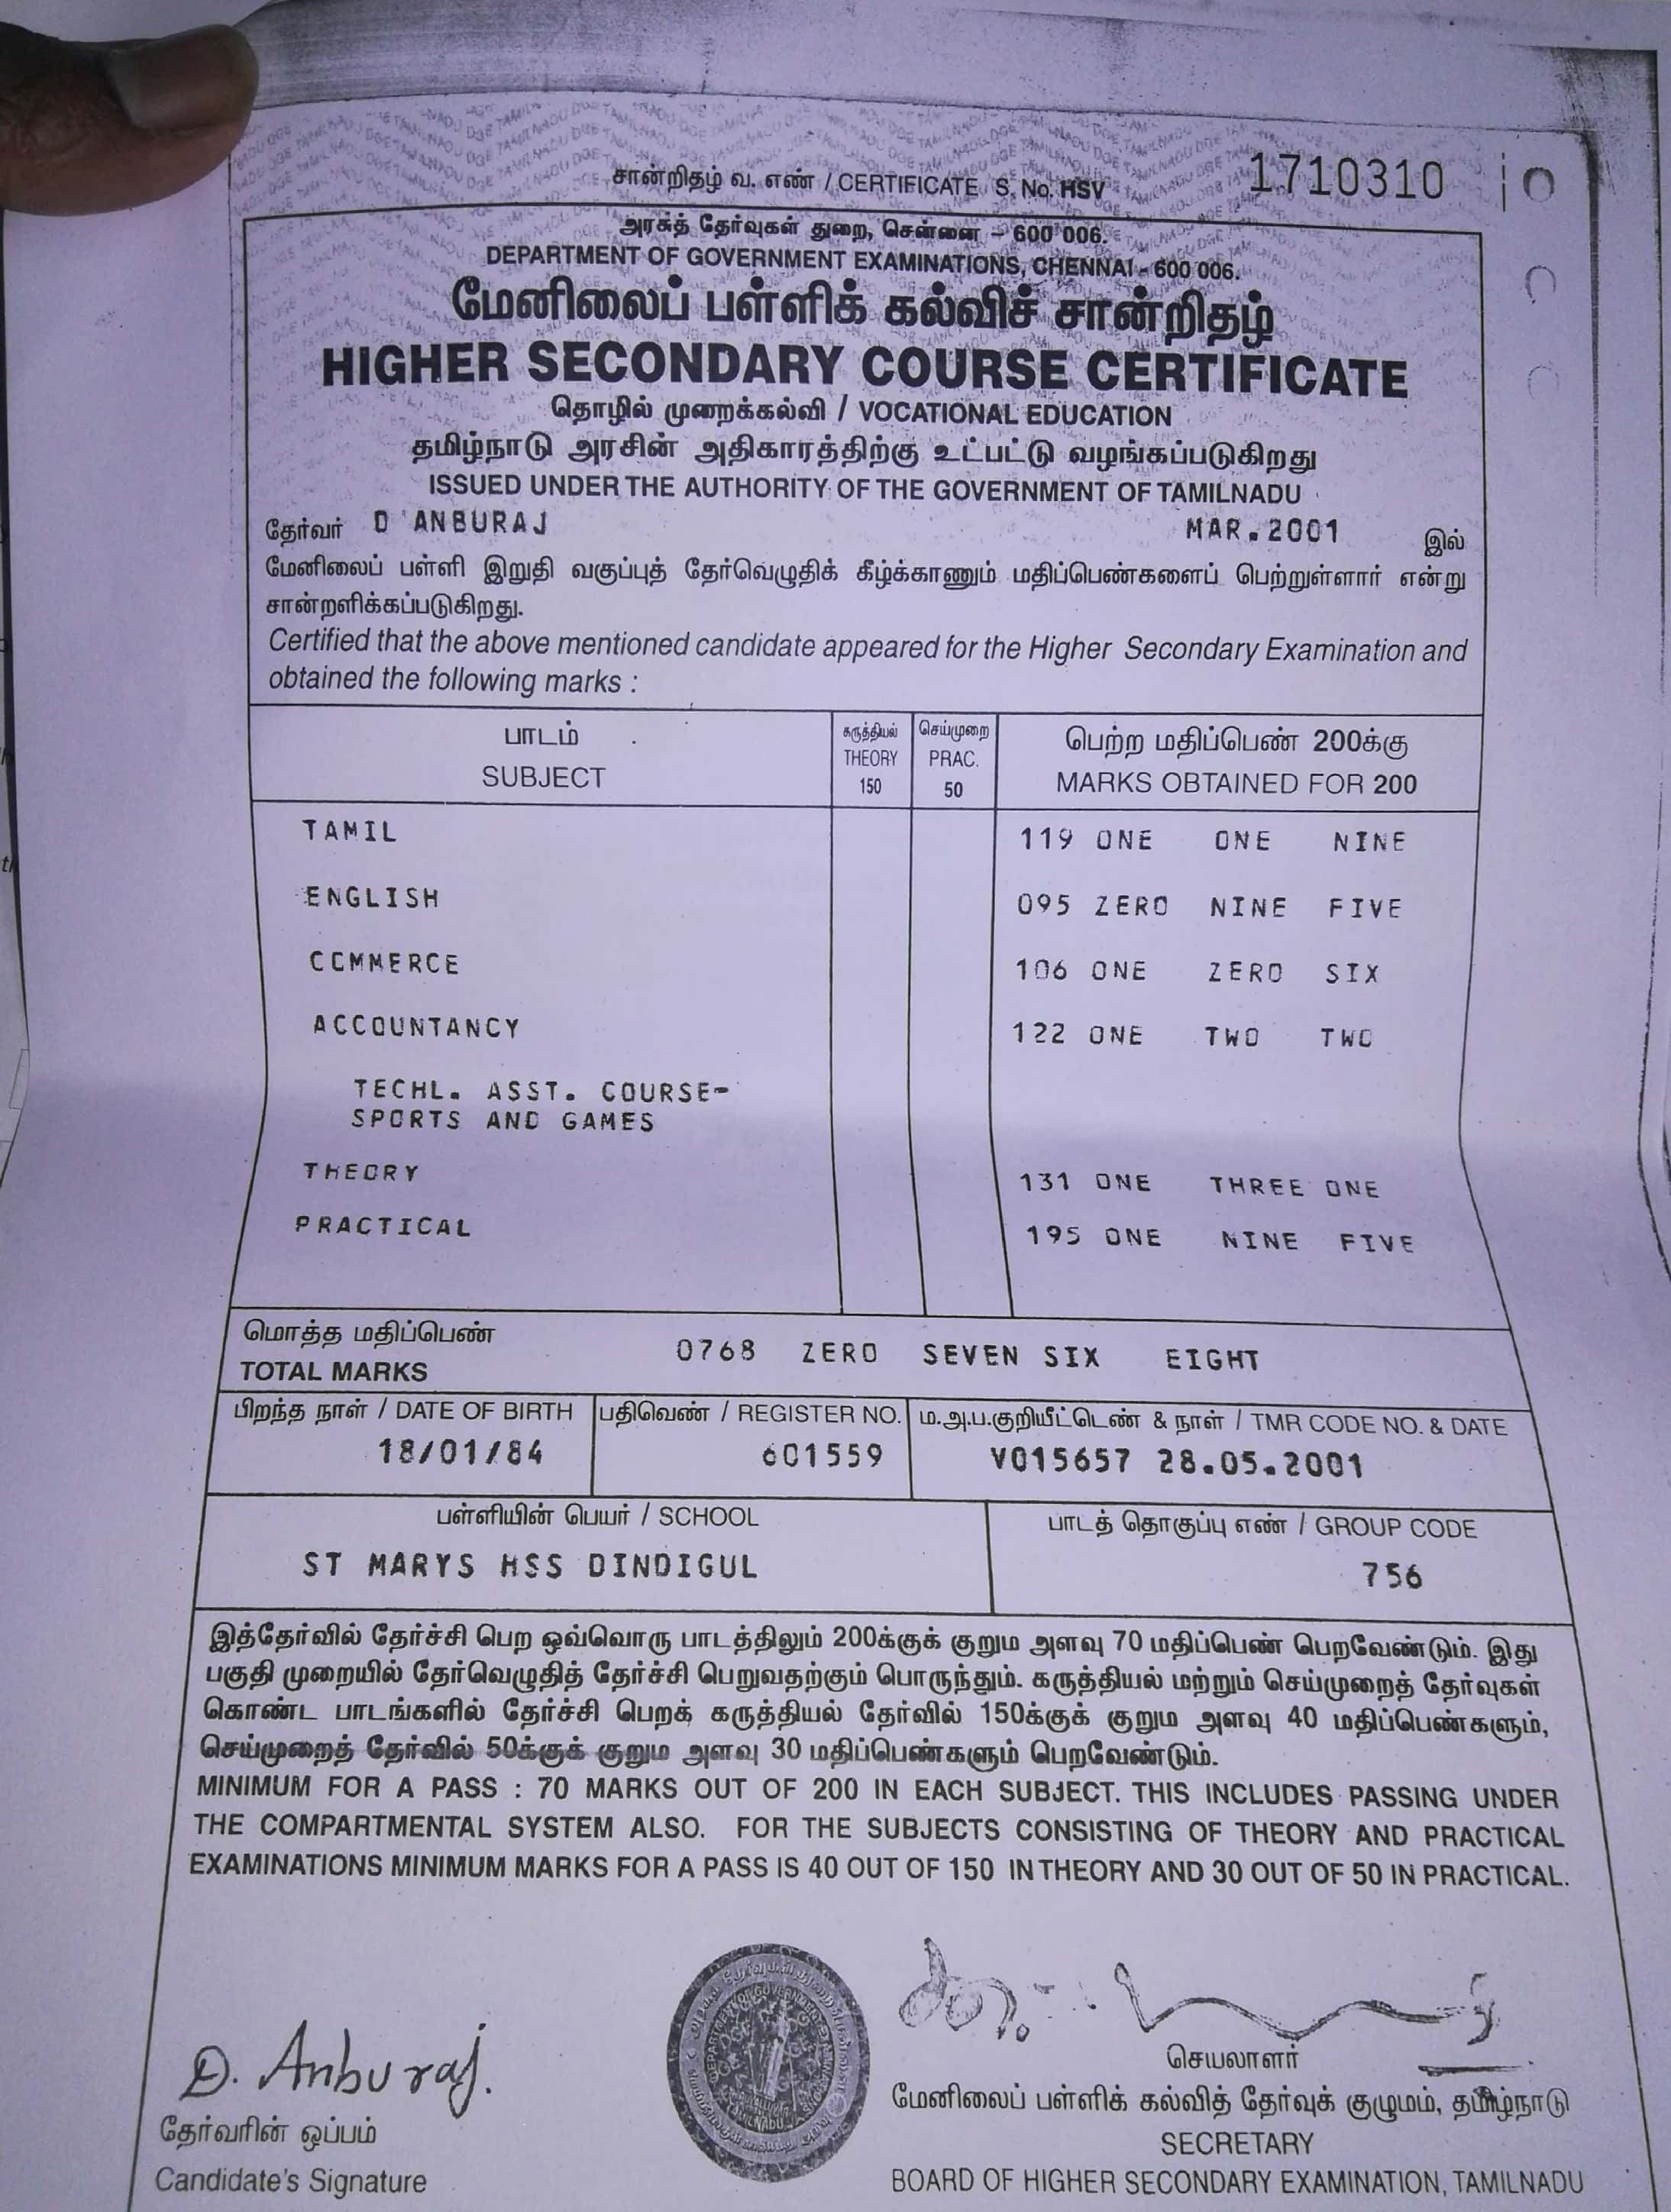 சான்றிதழ் வ. எண் / CERTIFICATE S. No. HSV 1710310
அரசுத் தேர்வுகள் துறை, சென்னை - 600 006.
DEPARTMENT OF GOVERNMENT EXAMINATIONS, CHENNAI - 600 006.
மேனிலைப் பள்ளிக் கல்விச் சான்றிதழ்
HIGHER SECONDARY COURSE CERTIFICATE
தொழில் முறைக்கல்வி / VOCATIONAL EDUCATION
தமிழ்நாடு அரசின் அதிகாரத்திற்கு உட்பட்டு வழங்கப்படுகிறது
ISSUED UNDER THE AUTHORITY OF THE GOVERNMENT OF TAMILNADU
தேர்வர் D ANBURAJ MAR.2001 இல்
மேனிலைப் பள்ளி இறுதி வகுப்புத் தேர்வெழுதிக் கீழ்க்காணும் மதிப்பெண்களைப் பெற்றுள்ளார் என்று
சான்றளிக்கப்படுகிறது.
Certified that the above mentioned candidate appeared for the Higher Secondary Examination and
obtained the following marks :
பாடம் கருத்தியல் செய்முறை பெற்ற மதிப்பெண் 200க்கு
SUBJECT THEORY PRAC. MARKS OBTAINED FOR 200
150 50
TAMIL 119 ONE ONE NINE
ENGLISH 095 ZERO NINE FIVE
CCMMERCE 106 ONE ZERO SIX
ACCOUNTANCY 122 ONE TWO TWO
TECHL. ASST. COURSE-
SPORTS AND GAMES
THEORY 131 ONE THREE ONE
PRACTICAL 195 ONE NINE FIVE
மொத்த மதிப்பெண்
TOTAL MARKS 0768 ZERO SEVEN SIX EIGHT
பிறந்த நாள் / DATE OF BIRTH பதிவெண் / REGISTER NO. ம.அ.ப.குறியீட்டெண் & நாள் / TMR CODE NO. & DATE
18/01/84 601559 V015657 28.05.2001
பள்ளியின் பெயர் / SCHOOL பாடத் தொகுப்பு எண் / GROUP CODE
ST MARYS HSS DINDIGUL 756
இத்தேர்வில் தேர்ச்சி பெற ஒவ்வொரு பாடத்திலும் 200க்குக் குறும அளவு 70 மதிப்பெண் பெறவேண்டும். இது
பகுதி முறையில் தேர்வெழுதித் தேர்ச்சி பெறுவதற்கும் பொருந்தும். கருத்தியல் மற்றும் செய்முறைத் தேர்வுகள்
கொண்ட பாடங்களில் தேர்ச்சி பெறக் கருத்தியல் தேர்வில் 150க்குக் குறும அளவு 40 மதிப்பெண்களும்,
செய்முறைத் தேர்வில் 50க்குக் குறும அளவு 30 மதிப்பெண்களும் பெறவேண்டும்.
MINIMUM FOR A PASS : 70 MARKS OUT OF 200 IN EACH SUBJECT. THIS INCLUDES PASSING UNDER
THE COMPARTMENTAL SYSTEM ALSO. FOR THE SUBJECTS CONSISTING OF THEORY AND PRACTICAL
EXAMINATIONS MINIMUM MARKS FOR A PASS IS 40 OUT OF 150 IN THEORY AND 30 OUT OF 50 IN PRACTICAL.
D. Anburaj.
தேர்வரின் ஒப்பம்
Candidate's Signature
செயலாளர்
மேனிலைப் பள்ளிக் கல்வித் தேர்வுக் குழுமம், தமிழ்நாடு
SECRETARY
BOARD OF HIGHER SECONDARY EXAMINATION, TAMILNADU